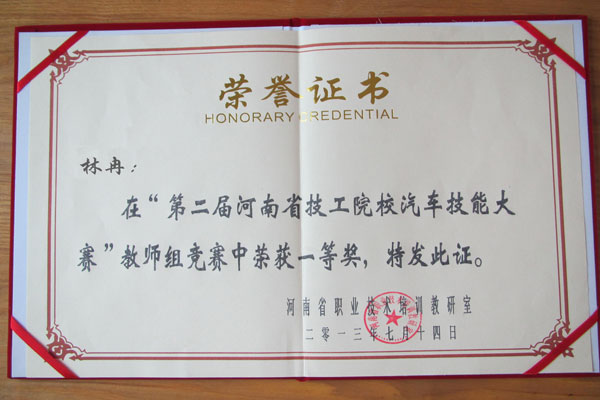 荣誉证书
HONORARY CREDENTIAL
林冉：
在“第二届河南省技工院校汽车技能大
赛”教师组竞赛中荣获一等奖，特发此证。
河南省职业技术培训教研室
二零一三年七月十四日